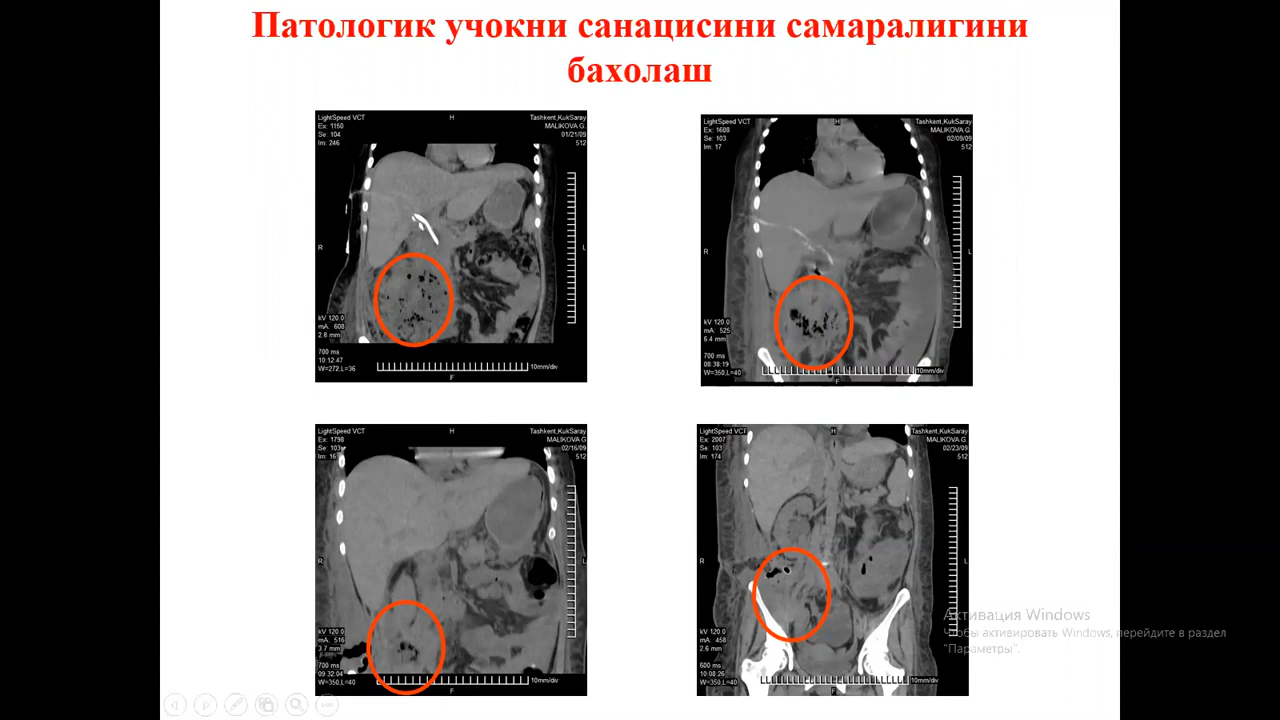 Патологик учокни санацисини самаралигини
бахолаш
LightSpeed VCT
Ex: 1150
Se: 104
Im: 246
H
Tashkent,KukSaray
MALIKOVA G.
01/21/09
512
R
kV 120.0
mA: 608
2.8 mm
700 ms
10:12:47
W=272,L=36
10mm/div
F
LightSpeed VCT
Ex: 1608
Se: 103
Im: 17
H
Tashkent,KukSaray
MALIKOVA G.
02/09/09
512
R
L
kV 120.0
mA: 525
6.4 mm
700 ms
08:38:19
W=350,L=40
10mm/div
F
LightSpeed VCT
Ex: 1798
Se: 103
Im: 16
H
Tashkent,KukSaray
MALIKOVA G
02/16/09
512
R
L
kV 120.0
mA: 516
3.7 mm
700 ms
09:32:04
W=350,L=40
10mm/div
F
LightSpeed VCT
Ex: 2007
Se: 103
Im: 174
H
Tashkent,KukSaray
MALIKOVA G
02/23/09
512
R
L
kV 120.0
mA: 458
2.6 mm
600 ms
10:08:26
W=350,L=40
10mm/div
F
Активация Windows
Чтобы активировать Windows, перейдите в раздел
"Параметры".